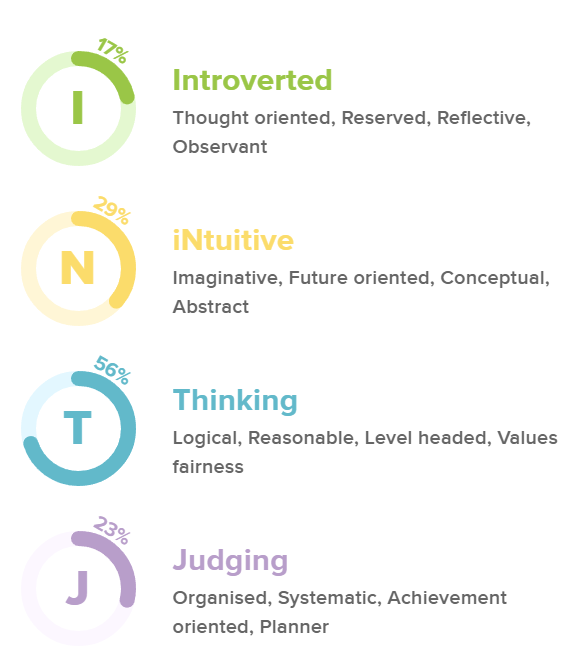 17%
I
Introverted
Thought oriented, Reserved, Reflective,
Observant
29%
N
iNtuitive
Imaginative, Future oriented, Conceptual,
Abstract
56%
T
Thinking
Logical, Reasonable, Level headed, Values
fairness
23%
J
Judging
Organised, Systematic, Achievement
oriented, Planner